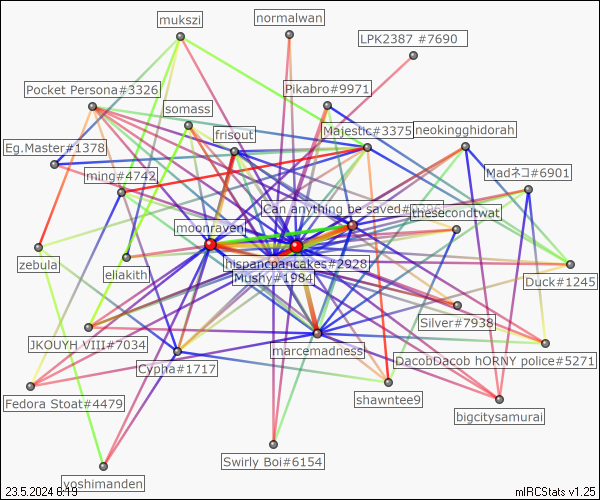 mukszi
normalwan
LPK2387 #7690
Pocket Persona#3326
Pikabro#9971
somass
frisout
Majestic#3375
neokingghidorah
Eg.Master#1378
ming#4742
Madネコ#6901
Can anything be saved
thesecondtwat
moonraven
zebula
eliakith
hispancpancakes#2928
Mushy#1984
Duck#1245
Silver#7938
JKOUYH VIII#7034
marcemadness
DacobDacob hORNY police#5271
Cypha#1717
Fedora Stoat#4479
shawntee9
bigcitysamurai
Swirly Boi#6154
yoshimanden
23.5.2024 6:19
mIRCStats v1.25